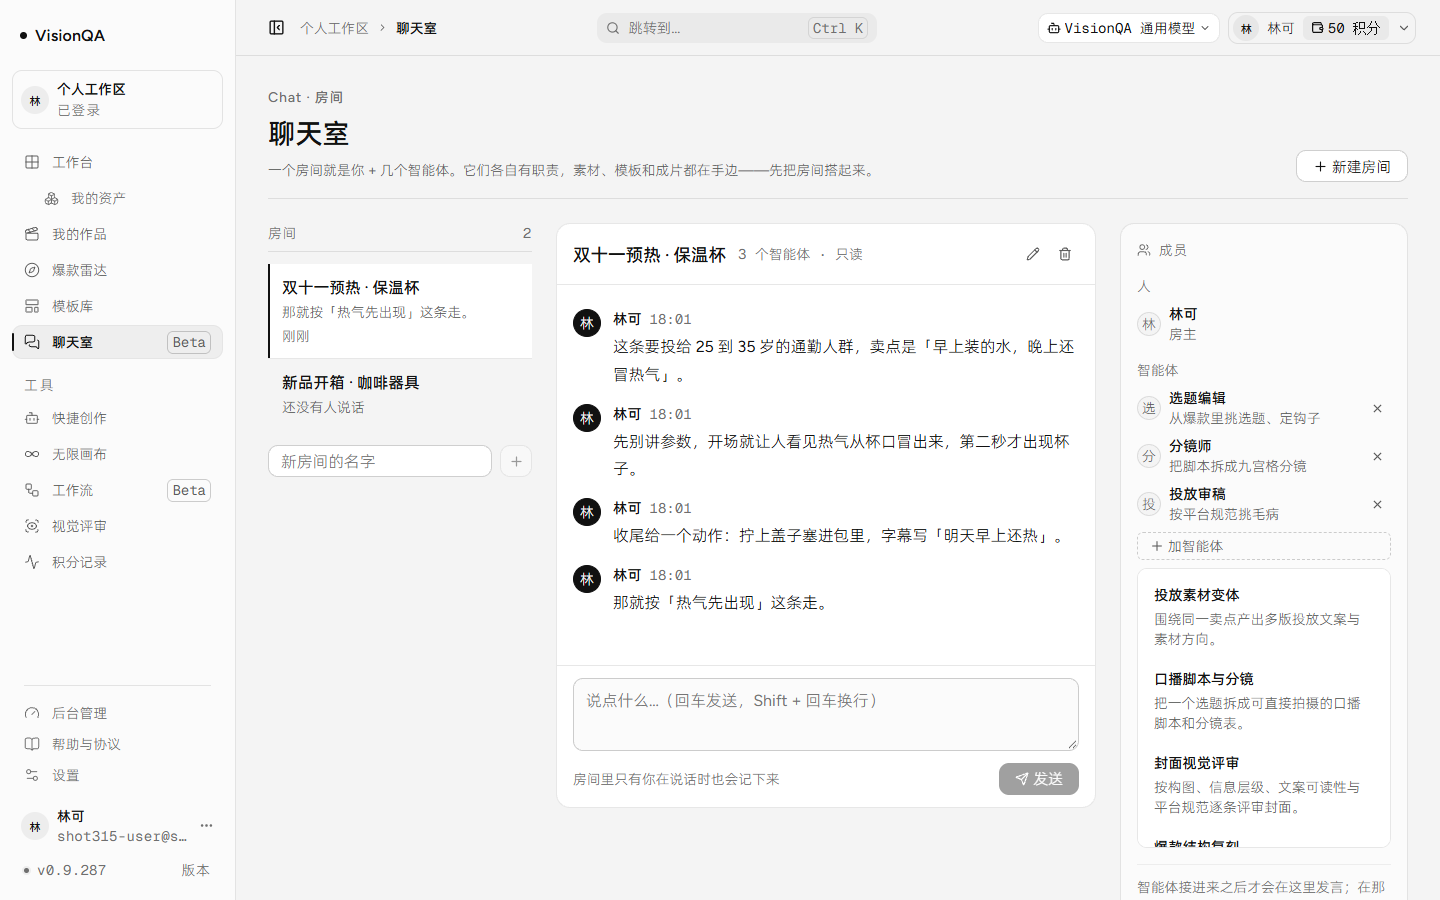 VisionQA
林
个人工作区
已登录
工作台
我的资产
我的作品
爆款雷达
模板库
聊天室
Beta
工具
快捷创作
无限画布
工作流
Beta
视觉评审
积分记录
后台管理
帮助与协议
设置
林
林可
shot315-user@s...
v0.9.287
版本
个人工作区
聊天室
跳转到...
Ctrl K
VisionQA 通用模型
林
林可
50 积分
Chat · 房间
聊天室
一个房间就是你 + 几个智能体。它们各自有职责，素材、模板和成片都在手边——先把房间搭起来。
新建房间
房间
2
双十一预热 · 保温杯
那就按「热气先出现」这条走。
刚刚
新品开箱 · 咖啡器具
还没有人说话
新房间的名字
双十一预热 · 保温杯
3 个智能体 · 只读
林
林可 18:01
这条要投给 25 到 35 岁的通勤人群，卖点是「早上装的水，晚上还
冒热气」。
林
林可 18:01
先别讲参数，开场就让人看见热气从杯口冒出来，第二秒才出现杯
子。
林
林可 18:01
收尾给一个动作：拧上盖子塞进包里，字幕写「明天早上还热」。
林
林可 18:01
那就按「热气先出现」这条走。
说点什么...（回车发送，Shift + 回车换行）
房间里只有你在说话时也会记下来
发送
成员
人
林
林可
房主
智能体
选
选题编辑
从爆款里挑选题、定钩子
分
分镜师
把脚本拆成九宫格分镜
投
投放审稿
按平台规范挑毛病
加智能体
投放素材变体
围绕同一卖点产出多版投放文案与
素材方向。
口播脚本与分镜
把一个选题拆成可直接拍摄的口播
脚本和分镜表。
封面视觉评审
按构图、信息层级、文案可读性与
平台规范逐条评审封面。
爆款结构复刻
智能体接进来之后才会在这里发言；在那